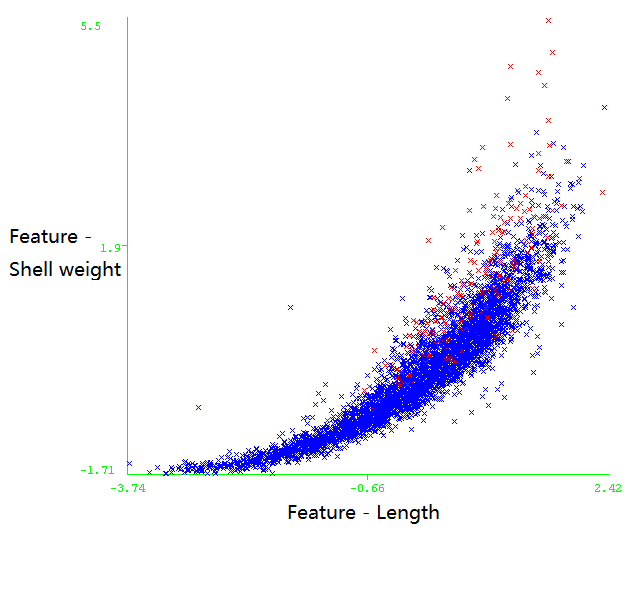 5.5
Feature -
1.9
Shell weight
-1.71
-3.74 -0.66 2.42
Feature - Length